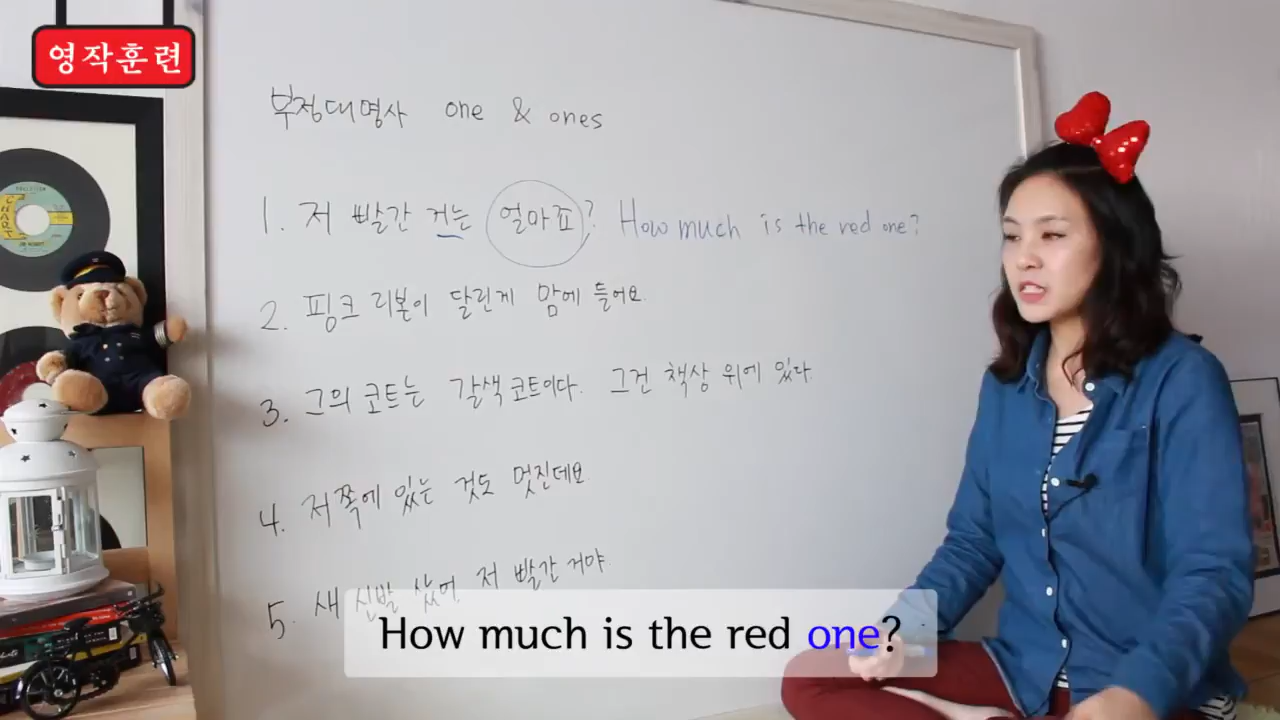 영작훈련
부정대명사 one & ones
1. 저 빨간 거는 얼마죠? How much is the red one?
2. 핑크 리본이 달린게 맘에 들어요.
3. 그의 코트는 갈색코트이다. 그건 책상 위에 있다
4. 저쪽에 있는 것도 멋진데요.
5. 새 신발 샀어. 저 빨간 거야.
How much is the red one?